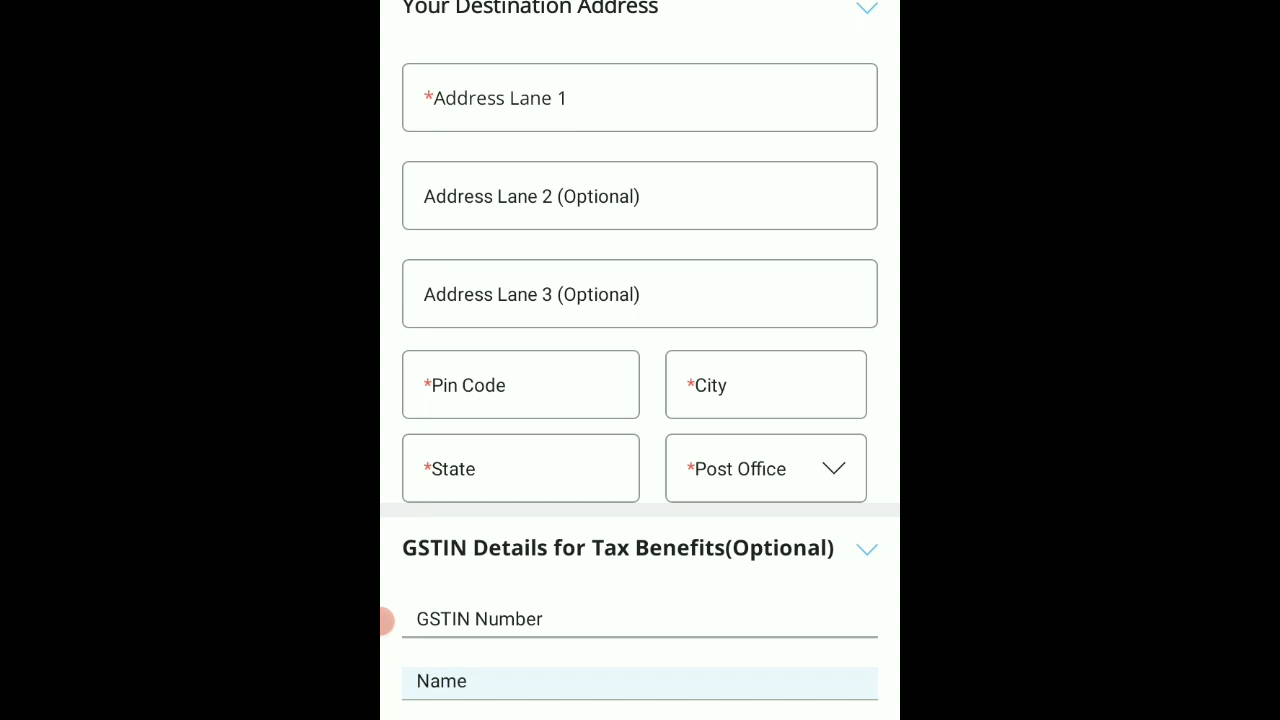 Your Destination Address
*Address Lane 1
Address Lane 2 (Optional)
Address Lane 3 (Optional)
*Pin Code
*City
*State
*Post Office
GSTIN Details for Tax Benefits(Optional)
GSTIN Number
Name